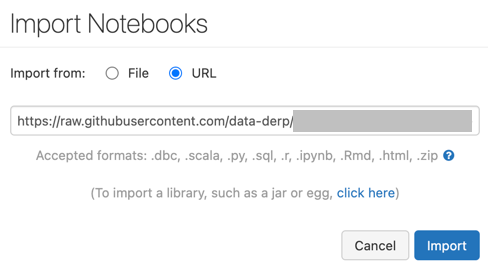 Import Notebooks
Import from: File URL
https://raw.githubusercontent.com/data-derp/
Accepted formats: .dbc, .scala, .py, .sql, .r, .ipynb, .Rmd, .html, .zip ?
(To import a library, such as a jar or egg, click here)
Cancel Import